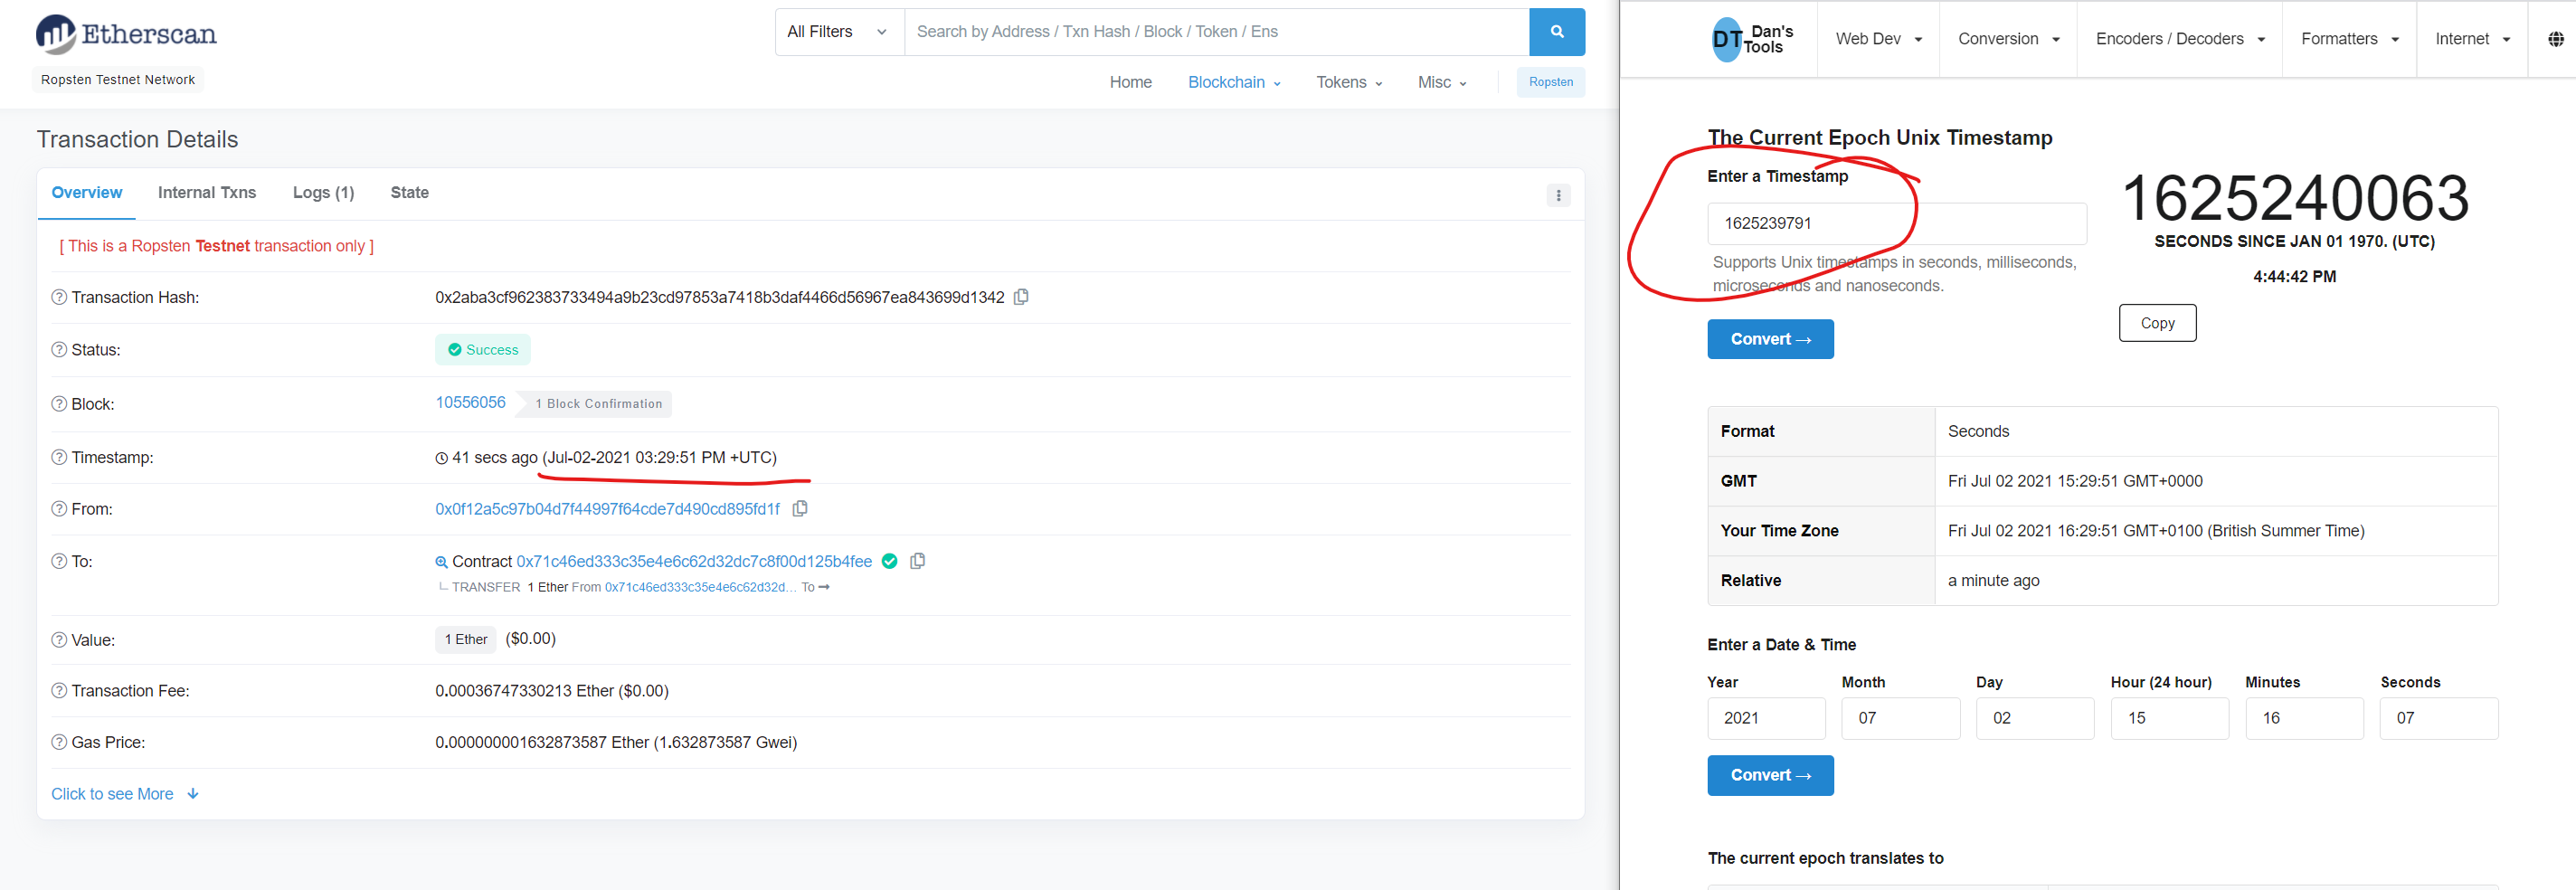 Etherscan
Ropsten Testnet Network
All Filters
Search by Address / Txn Hash / Block / Token / Ens
Home Blockchain Tokens Misc Ropsten
Transaction Details
Overview Internal Txns Logs (1) State
[ This is a Ropsten Testnet transaction only ]
Transaction Hash: 0x2aba3cf962383733494a9b23cd97853a7418b3daf4466d56967ea843699d1342
Status: Success
Block: 10556056 1 Block Confirmation
Timestamp: 41 secs ago (Jul-02-2021 03:29:51 PM +UTC)
From: 0x0f12a5c97b04d7f44997f64cde7d490cd895fd1f
To: Contract 0x71c46ed333c35e4e6c62d32dc7c8f00d125b4fee
TRANSFER 1 Ether From 0x71c46ed333c35e4e6c62d32d... To
Value: 1 Ether ($0.00)
Transaction Fee: 0.00036747330213 Ether ($0.00)
Gas Price: 0.000000001632873587 Ether (1.632873587 Gwei)
Click to see More
DT Dan's Tools
Web Dev Conversion Encoders / Decoders Formatters Internet
The Current Epoch Unix Timestamp
Enter a Timestamp
1625239791
Supports Unix timestamps in seconds, milliseconds,
microseconds and nanoseconds.
Convert →
1625240063
SECONDS SINCE JAN 01 1970. (UTC)
4:44:42 PM
Copy
Format Seconds
GMT Fri Jul 02 2021 15:29:51 GMT+0000
Your Time Zone Fri Jul 02 2021 16:29:51 GMT+0100 (British Summer Time)
Relative a minute ago
Enter a Date & Time
Year Month Day Hour (24 hour) Minutes Seconds
2021 07 02 15 16 07
Convert →
The current epoch translates to